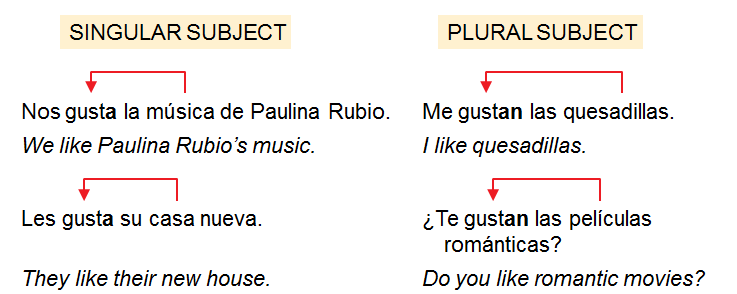 SINGULAR SUBJECT
Nos gusta la música de Paulina Rubio.
We like Paulina Rubio's music.
Les gusta su casa nueva.
They like their new house.
PLURAL SUBJECT
Me gustan las quesadillas.
I like quesadillas.
¿Te gustan las películas
románticas?
Do you like romantic movies?